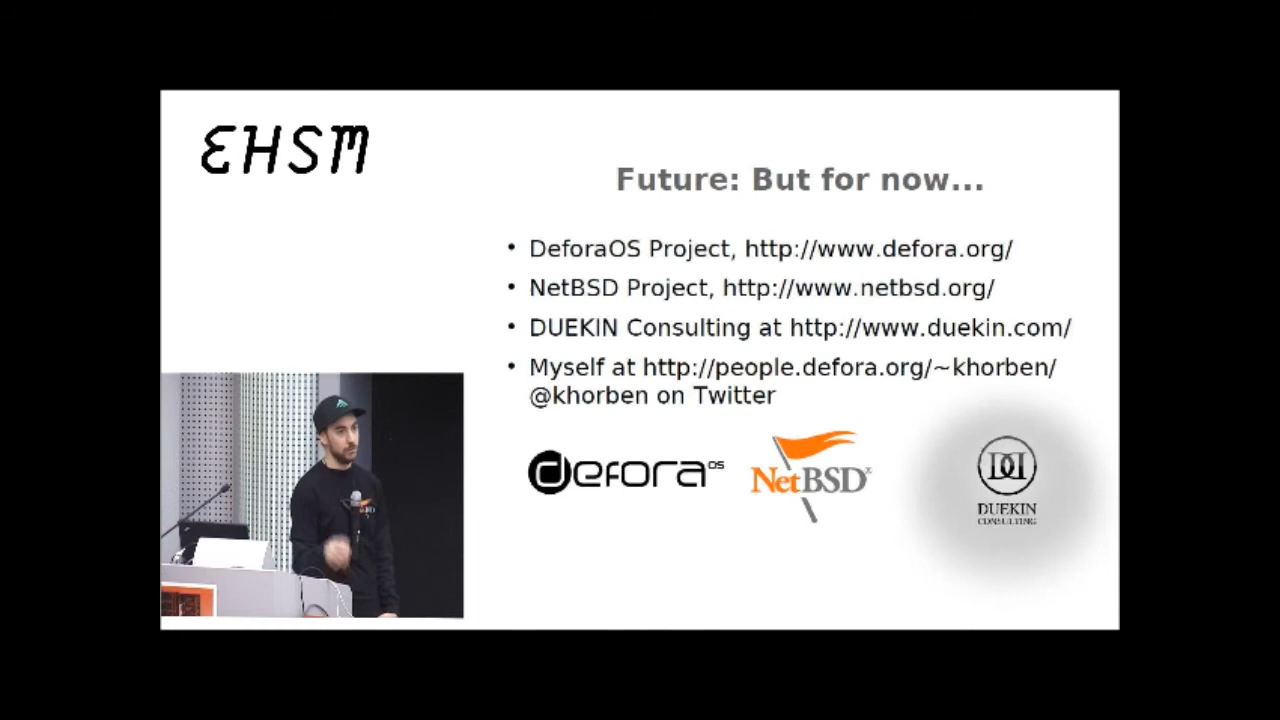 EHSM
Future: But for now...
• DeforaOS Project, http://www.defora.org/
• NetBSD Project, http://www.netbsd.org/
• DUEKIN Consulting at http://www.duekin.com/
• Myself at http://people.defora.org/~khorben/
@khorben on Twitter
defora OS
NetBSD®
DUEKIN
CONSULTING